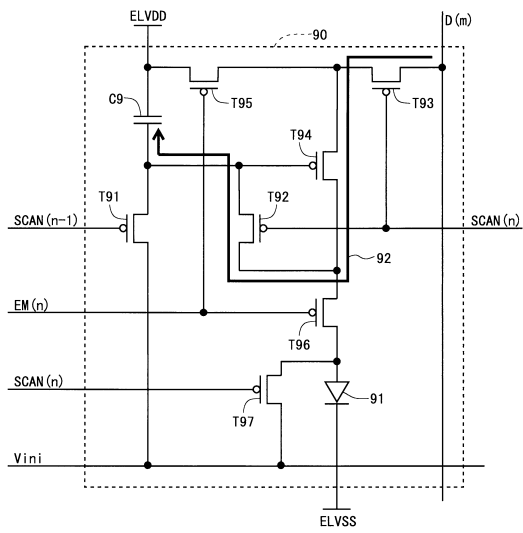 ELVDD
D(m)
90
C9
T95
T93
T94
T91
T92
SCAN(n-1)
SCAN(n)
92
EM(n)
T96
SCAN(n)
T97
91
Vini
ELVSS